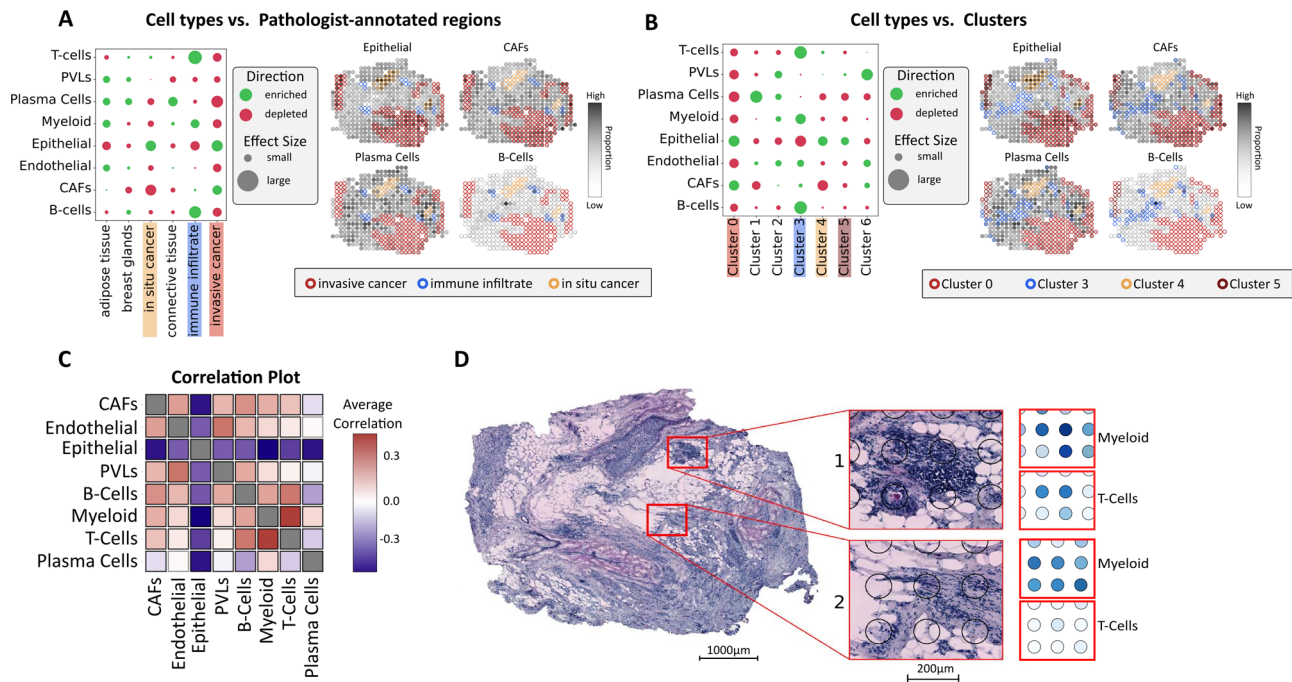 A
Cell types vs. Pathologist-annotated regions
T-cells
PVLs
Plasma Cells
Myeloid
Epithelial
Endothelial
CAFs
B-cells
adipose tissue
breast glands
in situ cancer
connective tissue
immune infiltrate
invasive cancer
Direction
enriched
depleted
Effect Size
small
large
Epithelial
CAFs
Plasma Cells
B-Cells
High
Proportion
Low
invasive cancer
immune infiltrate
in situ cancer
B
Cell types vs. Clusters
T-cells
PVLs
Plasma Cells
Myeloid
Epithelial
Endothelial
CAFs
B-cells
Cluster 0
Cluster 1
Cluster 2
Cluster 3
Cluster 4
Cluster 5
Cluster 6
Direction
enriched
depleted
Effect Size
small
large
Epithelial
CAFs
Plasma Cells
B-Cells
High
Proportion
Low
Cluster 0
Cluster 3
Cluster 4
Cluster 5
C
Correlation Plot
CAFs
Endothelial
Epithelial
PVLs
B-Cells
Myeloid
T-Cells
Plasma Cells
CAFs
Endothelial
Epithelial
PVLs
B-Cells
Myeloid
T-Cells
Plasma Cells
Average
Correlation
0.3
0.0
-0.3
D
1000µm
1
2
200µm
Myeloid
T-Cells
Myeloid
T-Cells